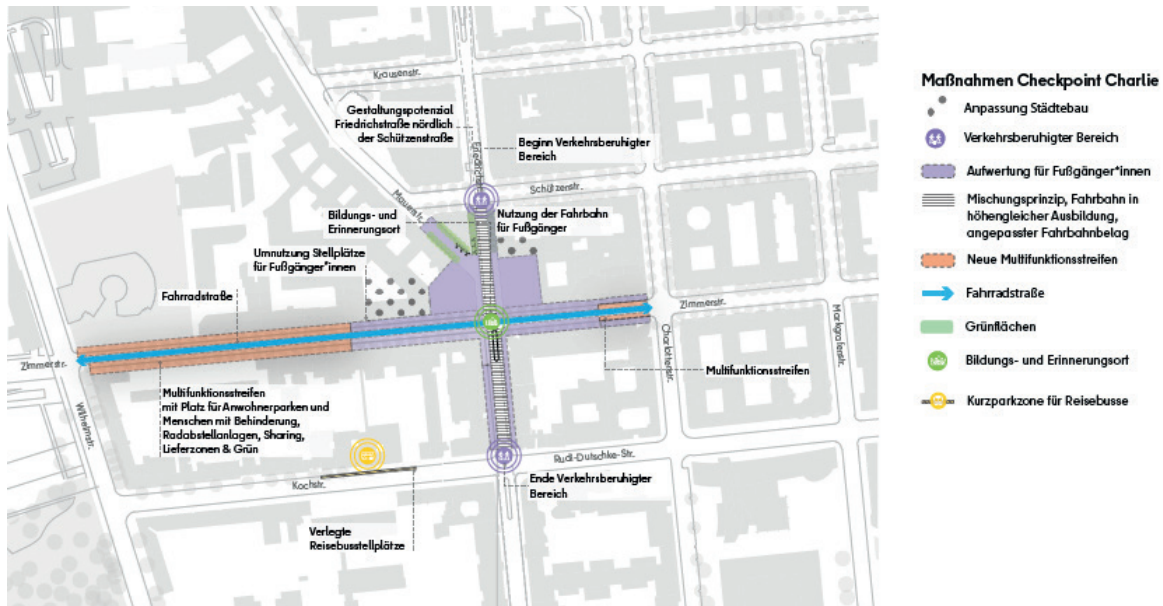 Krausenstr.
Gestaltungspotenzial
Friedrichstraße nördlich
der Schützenstraße
Friedrichstr.
Beginn Verkehrsberuhigter
Bereich
Schützenstr.
Mauerstr.
Bildungs- und
Erinnerungsort
Nutzung der Fahrbahn
für Fußgänger
Umnutzung Stellplätze
für Fußgänger*innen
Fahrradstraße
Zimmerstr.
Zimmerstr.
Charlottenstr.
Markgrafenstr.
Multifunktionsstreifen
Wilhelmstr.
Multifunktionsstreifen
mit Platz für Anwohnerparken und
Menschen mit Behinderung,
Radabstellanlagen, Sharing,
Lieferzonen & Grün
Kochstr.
Rudi-Dutschke-Str.
Ende Verkehrsberuhigter
Bereich
Verlegte
Reisebusstellplätze
Maßnahmen Checkpoint Charlie
Anpassung Städtebau
Verkehrsberuhigter Bereich
Aufwertung für Fußgänger*innen
Mischungsprinzip, Fahrbahn in
höhengleicher Ausbildung,
angepasster Fahrbahnbelag
Neue Multifunktionsstreifen
Fahrradstraße
Grünflächen
Bildungs- und Erinnerungsort
Kurzparkzone für Reisebusse